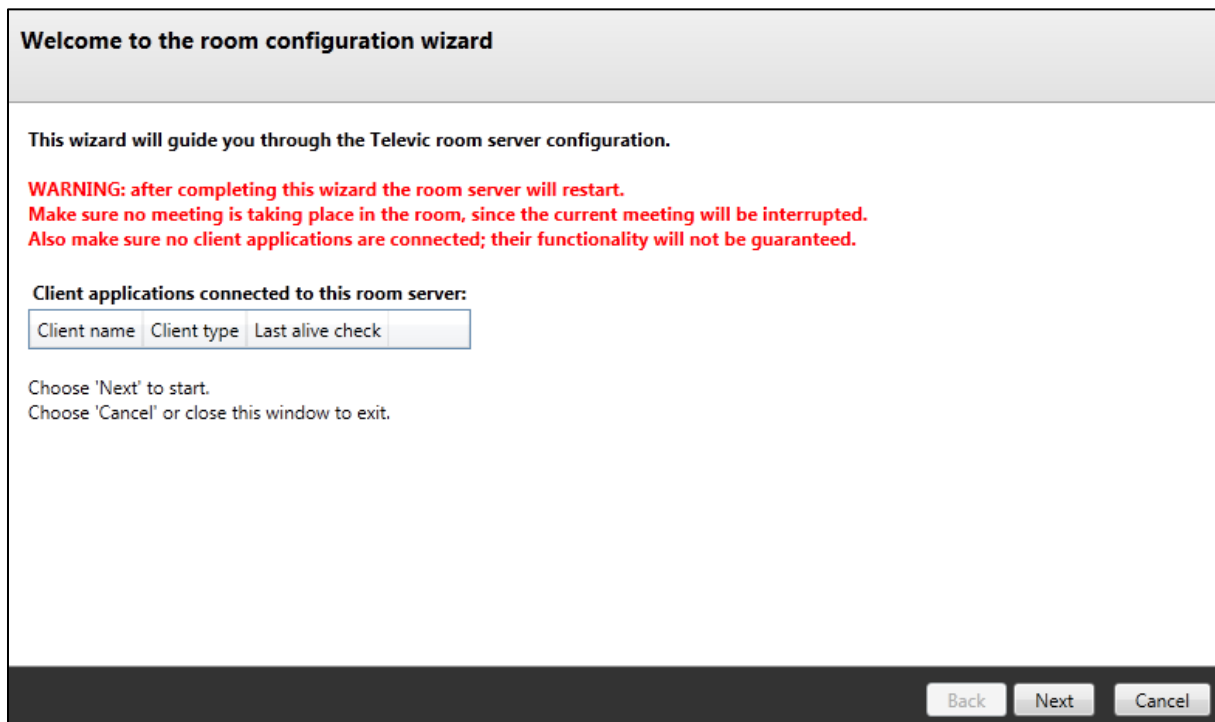 Welcome to the room configuration wizard
This wizard will guide you through the Televic room server configuration.
WARNING: after completing this wizard the room server will restart.
Make sure no meeting is taking place in the room, since the current meeting will be interrupted.
Also make sure no client applications are connected; their functionality will not be guaranteed.
Client applications connected to this room server:
Client name Client type Last alive check
Choose 'Next' to start.
Choose 'Cancel' or close this window to exit.
Back Next Cancel